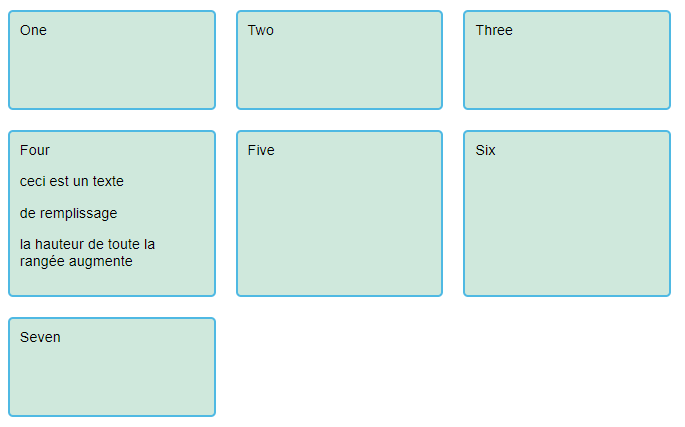 One
Two
Three
Four
ceci est un texte
de remplissage
la hauteur de toute la
rangée augmente
Five
Six
Seven